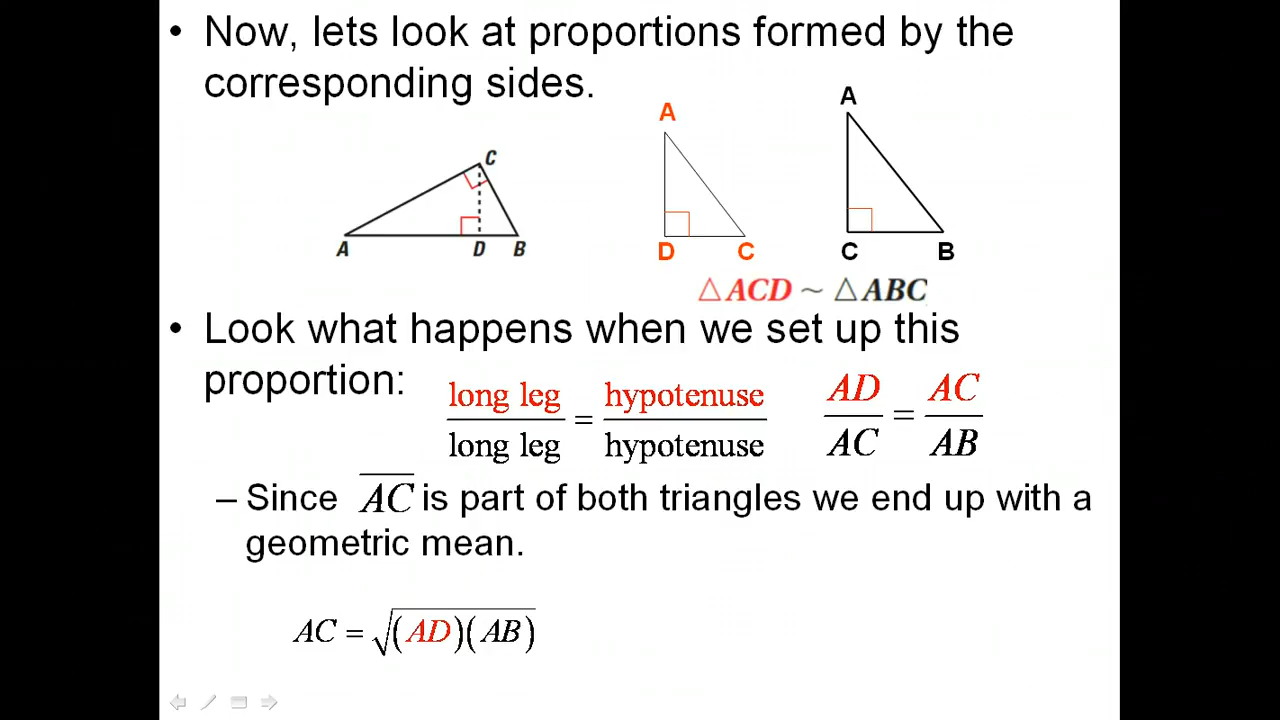 • Now, lets look at proportions formed by the
corresponding sides.
A
A
C
A D B
D C
C B
△ACD ~ △ABC
• Look what happens when we set up this
proportion:
long leg / long leg = hypotenuse / hypotenuse
AD / AC = AC / AB
– Since AC is part of both triangles we end up with a
geometric mean.
AC = √(AD)(AB)